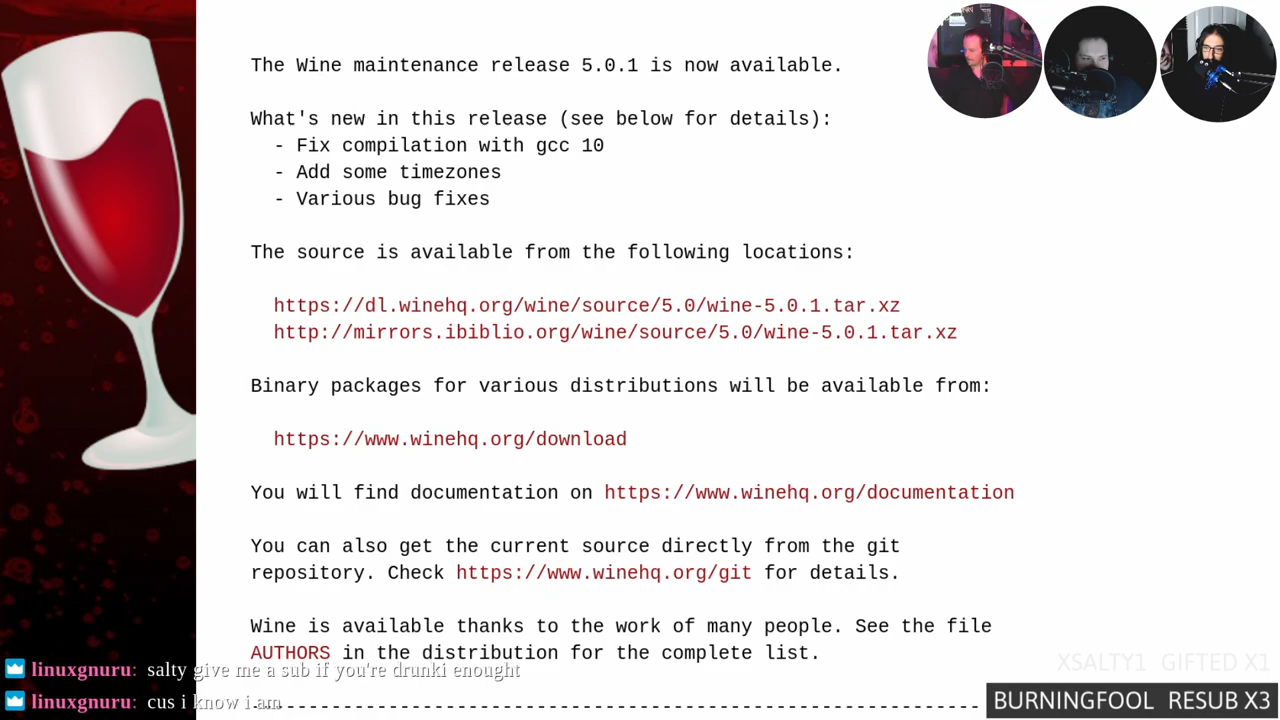 The Wine maintenance release 5.0.1 is now available.
What's new in this release (see below for details):
- Fix compilation with gcc 10
- Add some timezones
- Various bug fixes
The source is available from the following locations:
https://dl.winehq.org/wine/source/5.0/wine-5.0.1.tar.xz
http://mirrors.ibiblio.org/wine/source/5.0/wine-5.0.1.tar.xz
Binary packages for various distributions will be available from:
https://www.winehq.org/download
You will find documentation on https://www.winehq.org/documentation
You can also get the current source directly from the git
repository. Check https://www.winehq.org/git for details.
Wine is available thanks to the work of many people. See the file
AUTHORS in the distribution for the complete list.
linuxgnuru: salty give me a sub if you're drunki enought
linuxgnuru: cus i know i am
XSALTY1 GIFTED X1
BURNINGFOOL RESUB X3